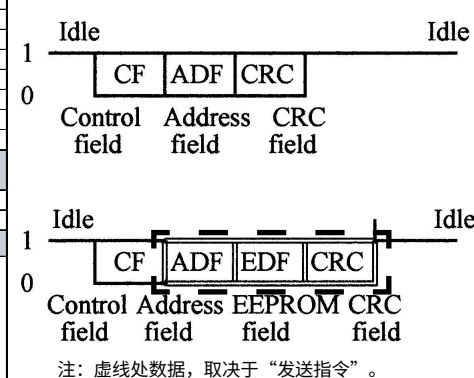 Idle Idle
1
CF ADF CRC
0
Control Address CRC
field field field
Idle Idle
1
CF ADF EDF CRC
0
Control Address EEPROM CRC
field field field field
注：虚线处数据，取决于“发送指令”。